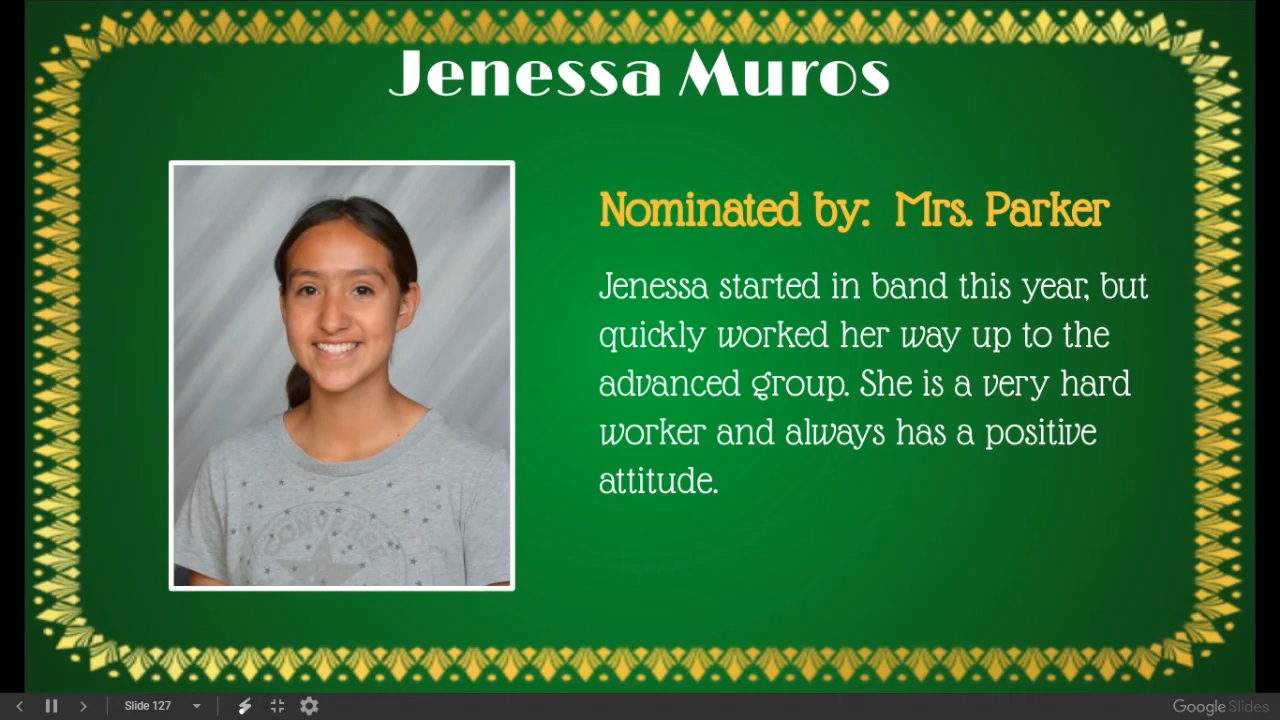 Jenessa Muros
Nominated by: Mrs. Parker
Jenessa started in band this year, but
quickly worked her way up to the
advanced group. She is a very hard
worker and always has a positive
attitude.
CONVERSE
Slide 127
Google Slides